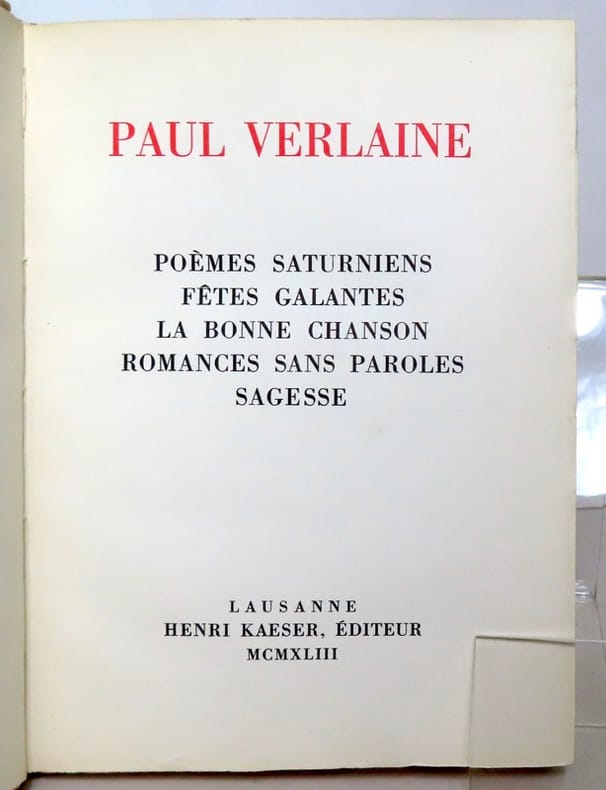 PAUL VERLAINE
POÈMES SATURNIENS
FÊTES GALANTES
LA BONNE CHANSON
ROMANCES SANS PAROLES
SAGESSE
LAUSANNE
HENRI KAESER, ÉDITEUR
MCMXLIII